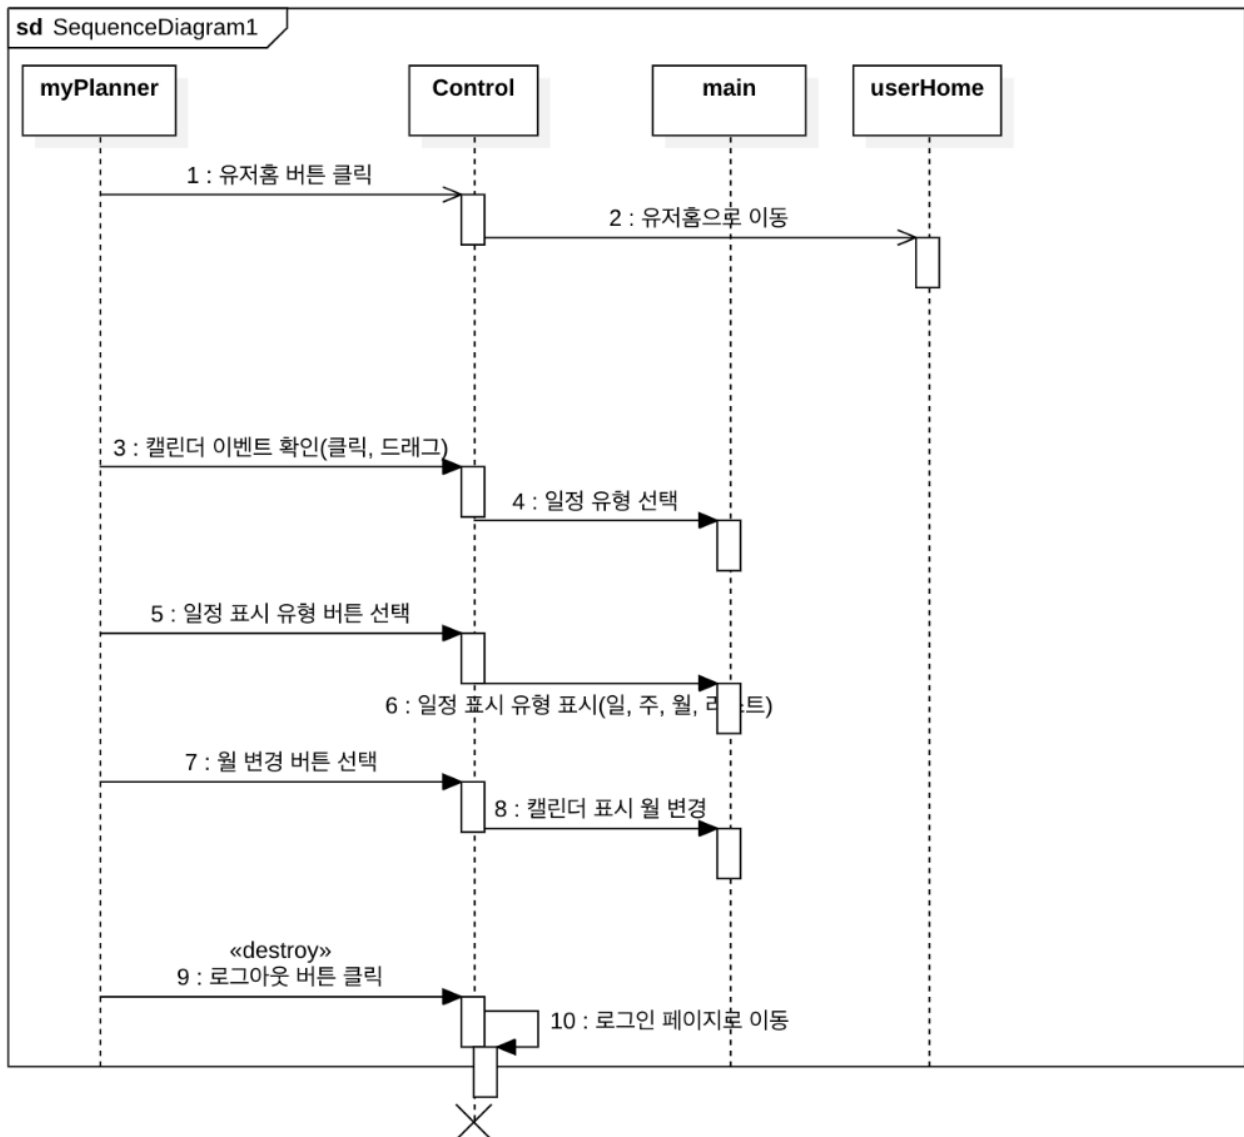 sd SequenceDiagram1
myPlanner
Control
main
userHome
1 : 유저홈 버튼 클릭
2 : 유저홈으로 이동
3 : 캘린더 이벤트 확인(클릭, 드래그)
4 : 일정 유형 선택
5 : 일정 표시 유형 버튼 선택
6 : 일정 표시 유형 표시(일, 주, 월,
7 : 월 변경 버튼 선택
8 : 캘린더 표시 월 변경
«destroy»
9 : 로그아웃 버튼 클릭
10 : 로그인 페이지로 이동